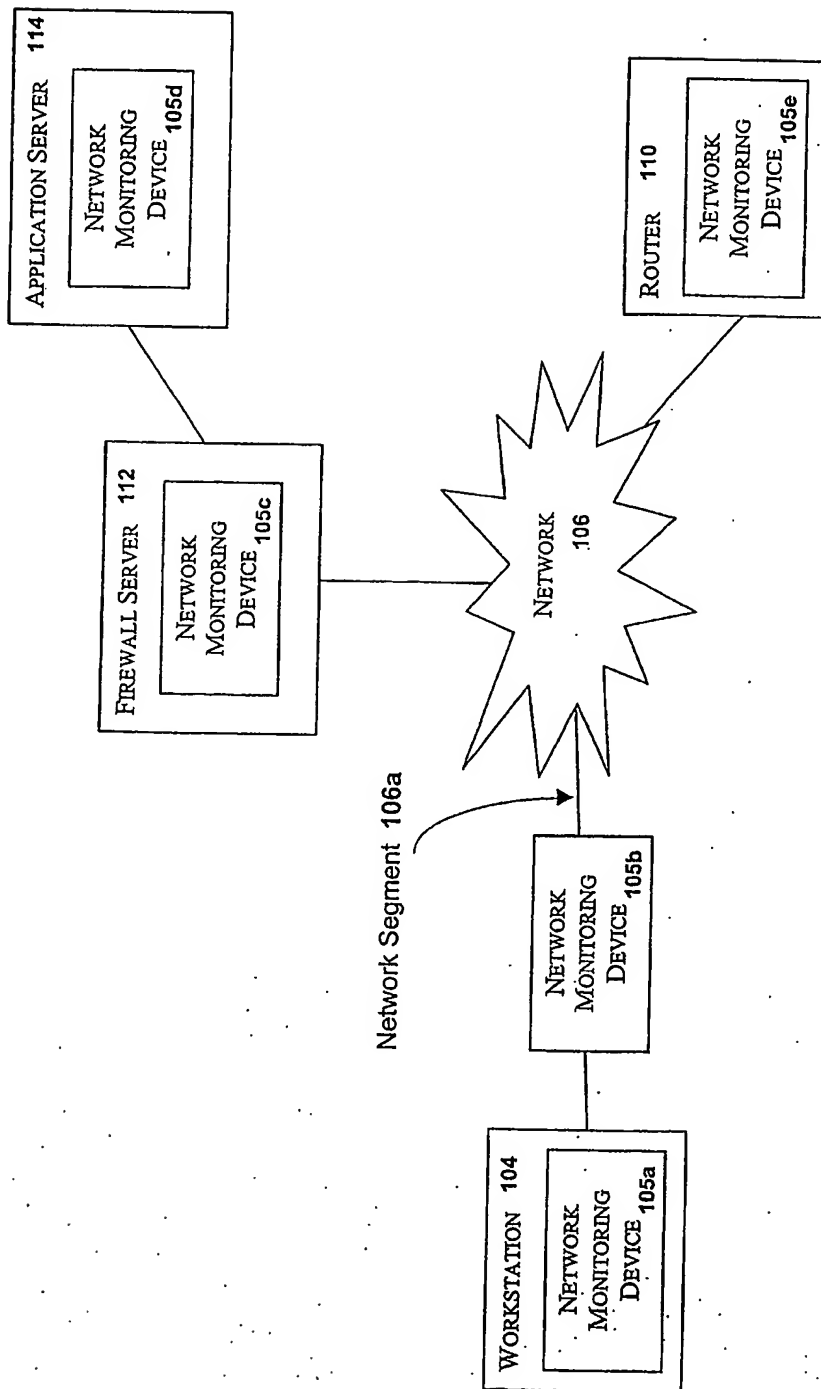 APPLICATION SERVER 114
NETWORK
MONITORING
DEVICE 105d
FIREWALL SERVER 112
NETWORK
MONITORING
DEVICE 105c
ROUTER 110
NETWORK
MONITORING
DEVICE 105e
NETWORK
106
Network Segment 106a
NETWORK
MONITORING
DEVICE 105b
WORKSTATION 104
NETWORK
MONITORING
DEVICE 105a